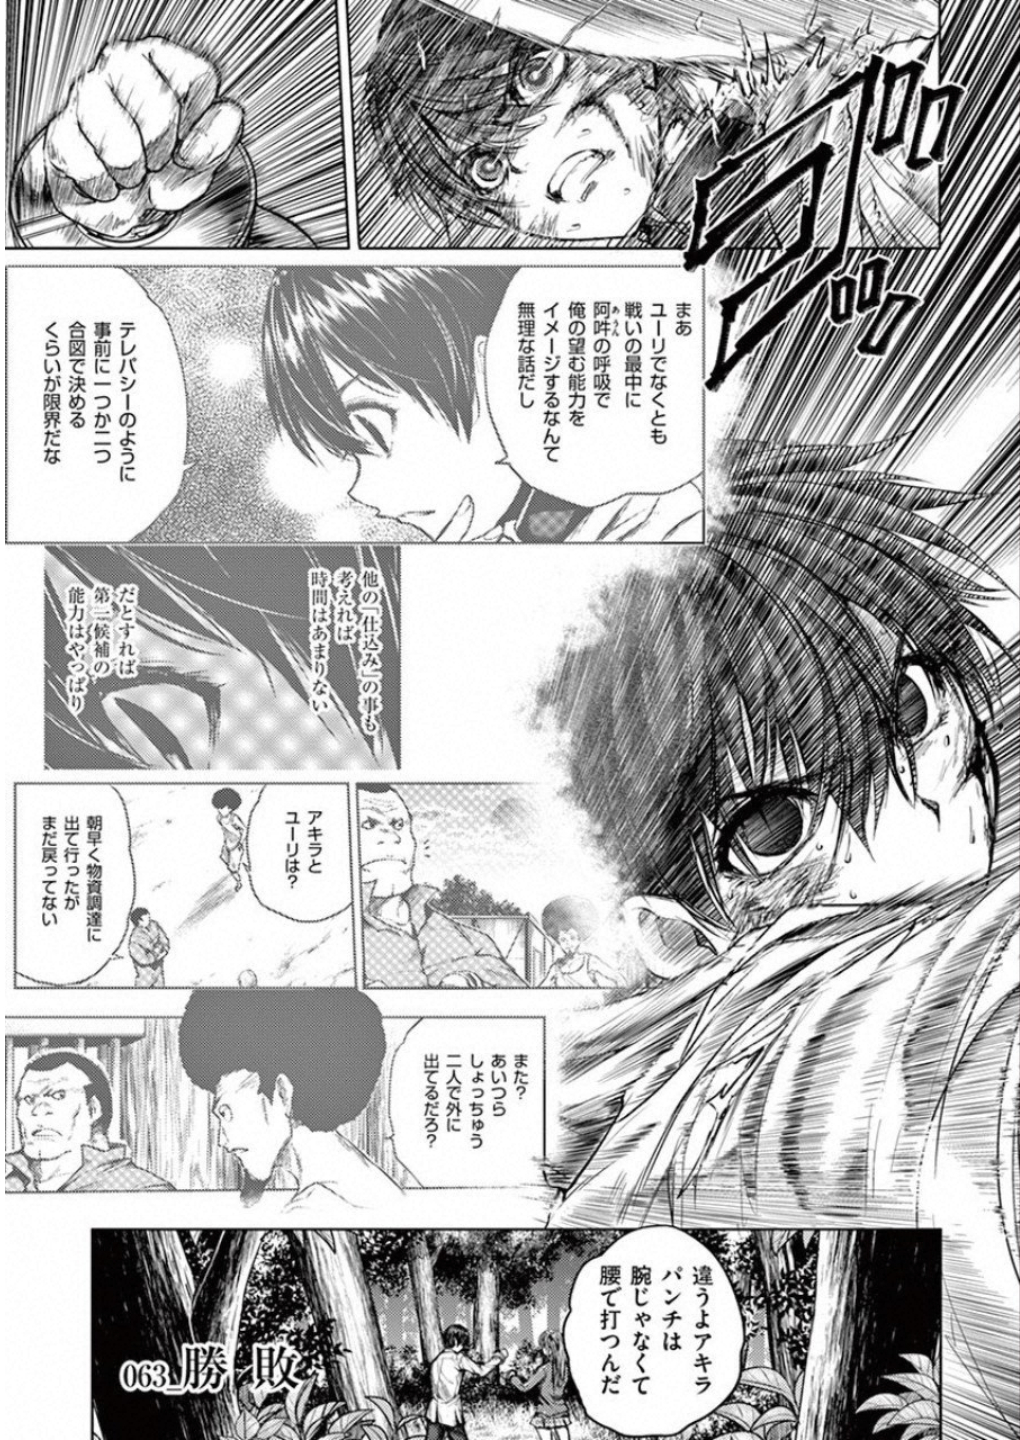 ゴッ
まあ
ユーリでなくとも
戦いの最中に
阿吽の呼吸で
あうん
俺の望む能力を
イメージするなんて
無理な話だし
テレパシーのように
事前に一つか二つ
合図で決める
くらいが限界だな
他の「仕込み」の事も
考えれば
時間はあまりない
だとすれば
第二候補の
能力はやっぱり
アキラと
ユーリは?
朝早く物資調達に
出て行ったが
まだ戻ってない
また?
あいつら
しょっちゅう
二人で外に
出てるだろ?
違うよアキラ
パンチは
腕じゃなくて
腰で打つんだ
063_勝敗